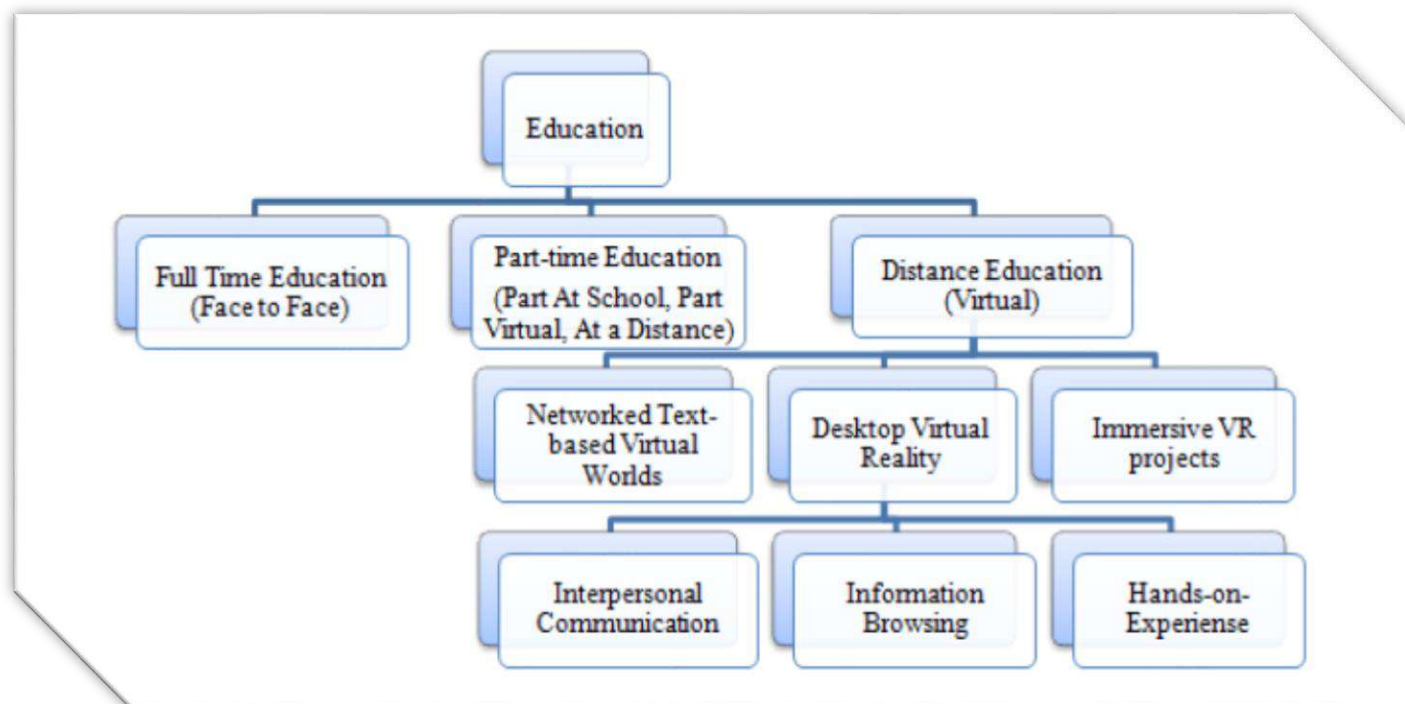 Education
Full Time Education
(Face to Face)
Part-time Education
(Part At School, Part
Virtual, At a Distance)
Distance Education
(Virtual)
Networked Text-
based Virtual
Worlds
Desktop Virtual
Reality
Immersive VR
projects
Interpersonal
Communication
Information
Browsing
Hands-on-
Experiense